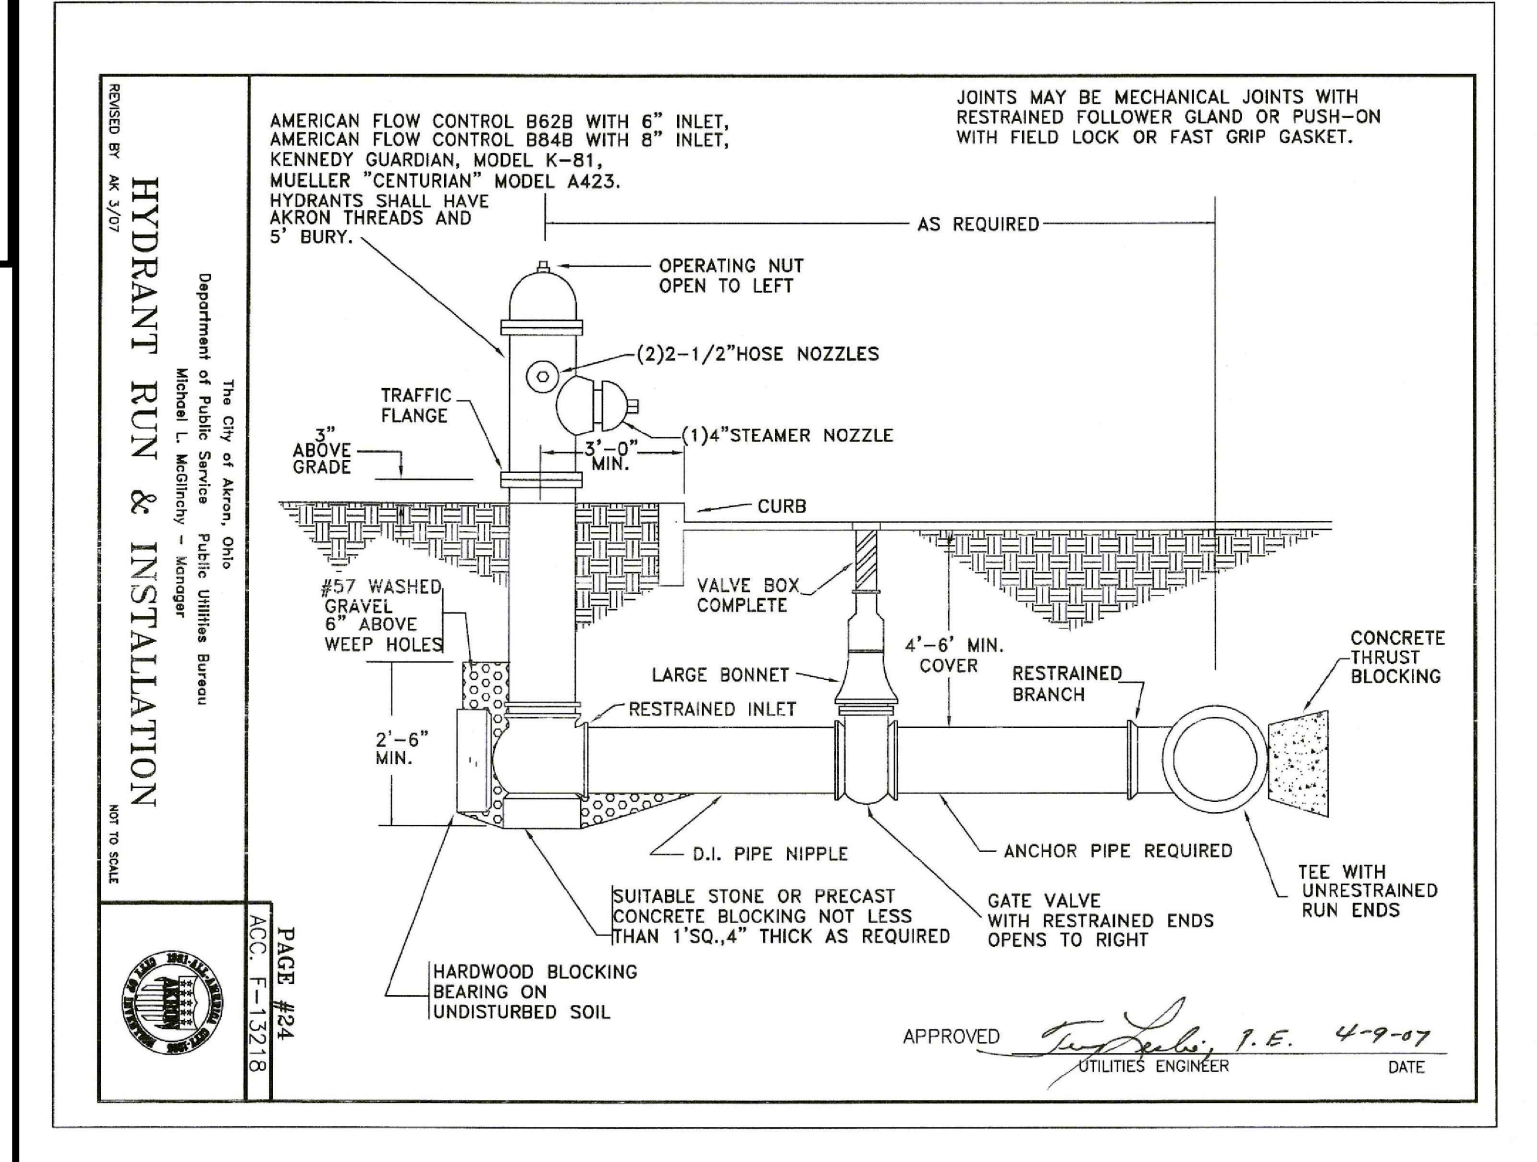 AMERICAN FLOW CONTROL B62B WITH 6" INLET,
AMERICAN FLOW CONTROL B84B WITH 8" INLET,
KENNEDY GUARDIAN, MODEL K-81,
MUELLER "CENTURIAN" MODEL A423.
HYDRANTS SHALL HAVE
AKRON THREADS AND
5' BURY.
JOINTS MAY BE MECHANICAL JOINTS WITH
RESTRAINED FOLLOWER GLAND OR PUSH-ON
WITH FIELD LOCK OR FAST GRIP GASKET.
AS REQUIRED
OPERATING NUT
OPEN TO LEFT
(2)2-1/2"HOSE NOZZLES
TRAFFIC
FLANGE
(1)4"STEAMER NOZZLE
3"
ABOVE
GRADE
3'-0"
MIN.
CURB
#57 WASHED
GRAVEL
6" ABOVE
WEEP HOLES
VALVE BOX
COMPLETE
4'-6' MIN.
COVER
CONCRETE
THRUST
BLOCKING
LARGE BONNET
RESTRAINED
BRANCH
RESTRAINED INLET
2'-6"
MIN.
D.I. PIPE NIPPLE
ANCHOR PIPE REQUIRED
TEE WITH
UNRESTRAINED
RUN ENDS
SUITABLE STONE OR PRECAST
CONCRETE BLOCKING NOT LESS
THAN 1'SQ.,4" THICK AS REQUIRED
GATE VALVE
WITH RESTRAINED ENDS
OPENS TO RIGHT
HARDWOOD BLOCKING
BEARING ON
UNDISTURBED SOIL
APPROVED
P.E. 4-9-07
UTILITIES ENGINEER
DATE
The City of Akron, Ohio
Department of Public Service Public Utilities Bureau
Michael L. McGlinchy - Manager
HYDRANT RUN & INSTALLATION
REVISED BY AK 3/07
NOT TO SCALE
PAGE #24
ACC. F-13218
AKRON